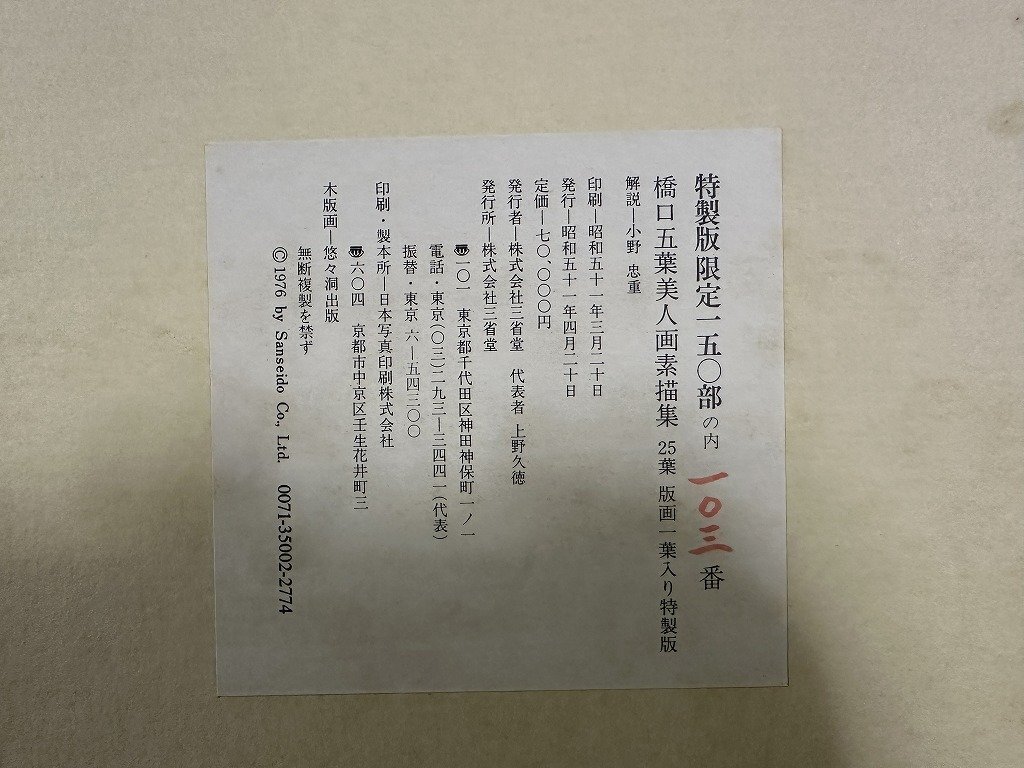 特製版限定一五〇部の内 一〇三番
橋口五葉美人画素描集 25葉 版画一葉入り特製版
解説―小野 忠重
印刷―昭和五十一年三月二十日
発行―昭和五十一年四月二十日
定価―七〇、〇〇〇円
発行者―株式会社三省堂 代表者 上野久徳
発行所―株式会社三省堂
〠一〇一 東京都千代田区神田神保町一ノ一
電話・東京(〇三)二九三―三四四一(代表)
振替・東京 六―五四三〇〇
印刷・製本所―日本写真印刷株式会社
〠六〇四 京都市中京区壬生花井町三
木版画―悠々洞出版
無断複製を禁ず
© 1976 by Sanseido Co., Ltd. 0071-35002-2774